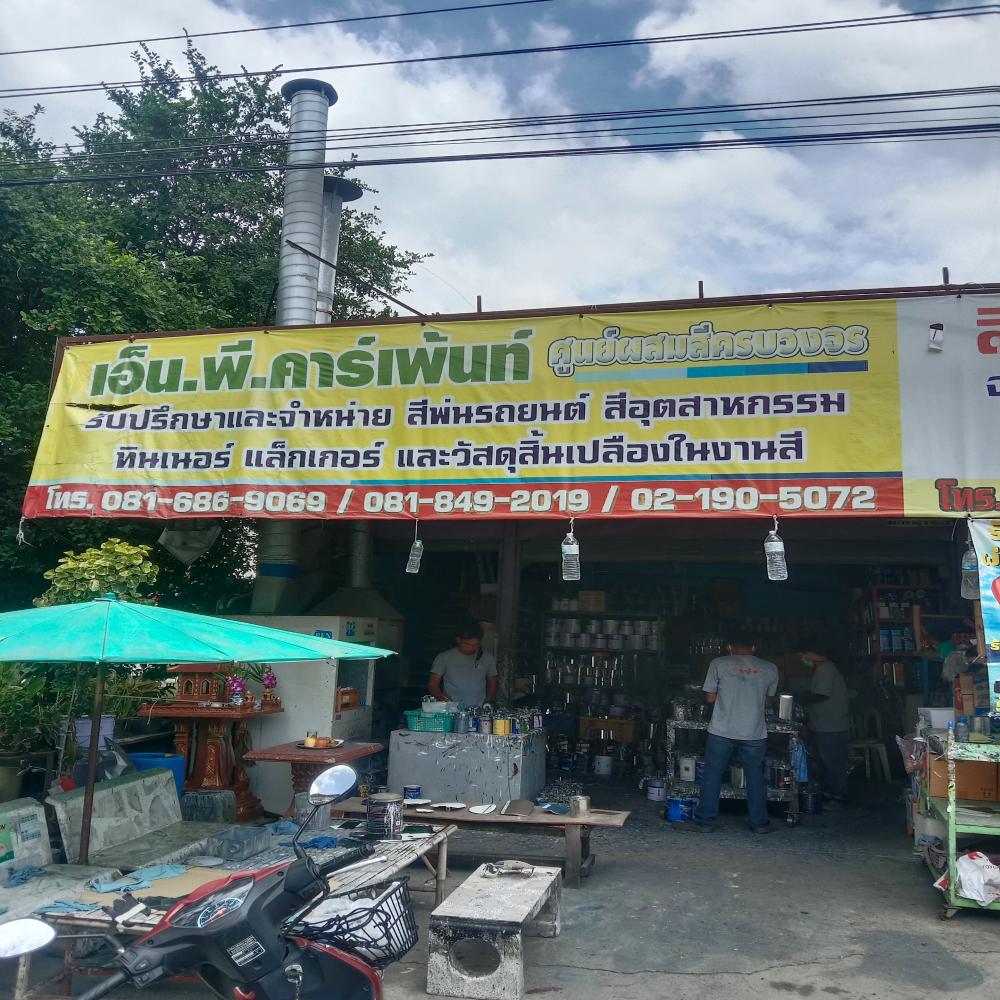 เอ็น.พี.คาร์เพ้นท์ ศูนย์ผสมสีครบวงจร
รับปรึกษาและจำหน่าย สีพ่นรถยนต์ สีอุตสาหกรรม
ทินเนอร์ แล็กเกอร์ และวัสดุสิ้นเปลืองในงานสี
โทร. 081-686-9069 / 081-849-2019 / 02-190-5072
โทร.